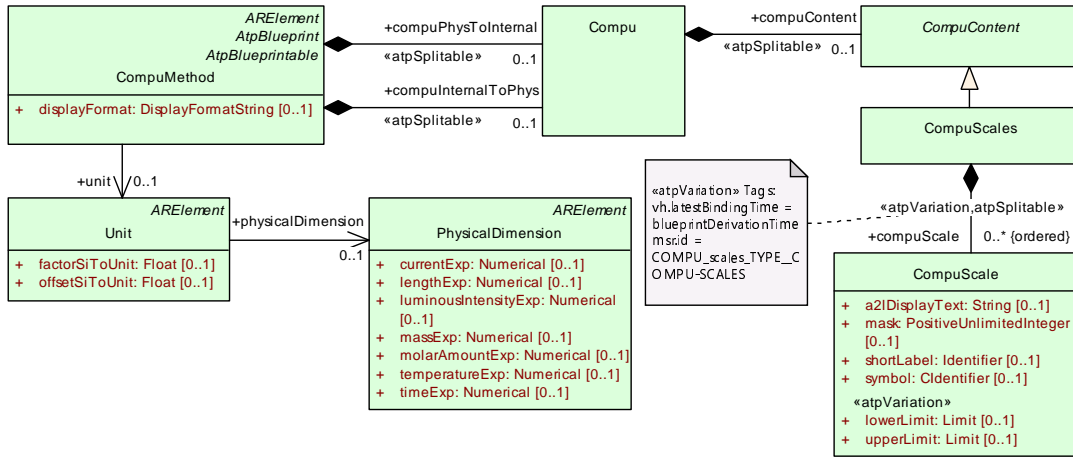 ARElement
AtpBlueprint
AtpBlueprintable
CompuMethod
+ displayFormat: DisplayFormatString [0..1]
+compuPhysToInternal
«atpSplitable»
0..1
+compuInternalToPhys
«atpSplitable»
0..1
Compu
+compuContent
«atpSplitable»
0..1
CompuContent
CompuScales
+unit
0..1
ARElement
Unit
+ factorSiToUnit: Float [0..1]
+ offsetSiToUnit: Float [0..1]
+physicalDimension
0..1
ARElement
PhysicalDimension
+ currentExp: Numerical [0..1]
+ lengthExp: Numerical [0..1]
+ luminousIntensityExp: Numerical
[0..1]
+ massExp: Numerical [0..1]
+ molarAmountExp: Numerical [0..1]
+ temperatureExp: Numerical [0..1]
+ timeExp: Numerical [0..1]
«atpVariation» Tags:
vh.latestBindingTime =
blueprintDerivationTime
msr.id =
COMPU_scales_TYPE__C
OMPU-SCALES
«atpVariation,atpSplitable»
+compuScale
0..* {ordered}
CompuScale
+ a2lDisplayText: String [0..1]
+ mask: PositiveUnlimitedInteger
[0..1]
+ shortLabel: Identifier [0..1]
+ symbol: CIdentifier [0..1]
«atpVariation»
+ lowerLimit: Limit [0..1]
+ upperLimit: Limit [0..1]